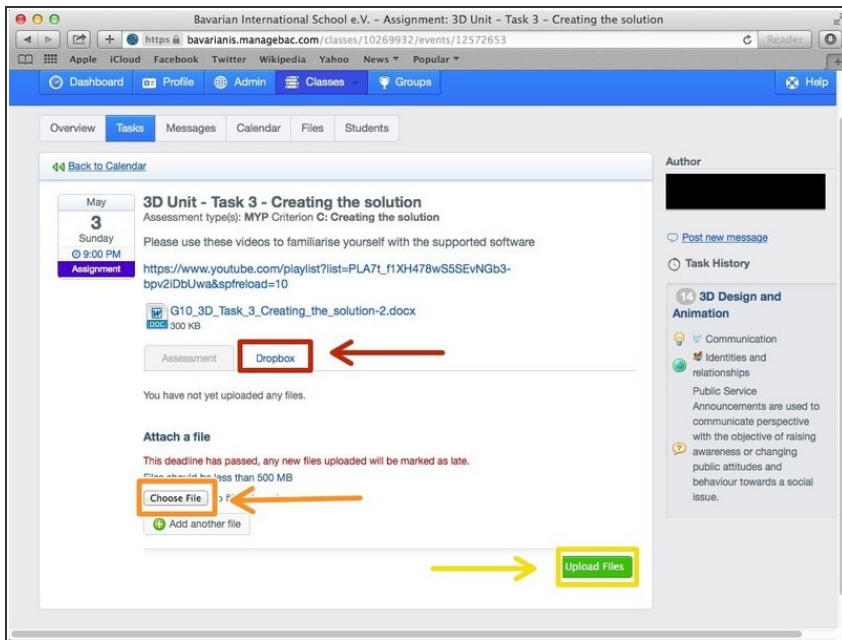 Bavarian International School e.V. – Assignment: 3D Unit – Task 3 – Creating the solution
https bavarianis.managebac.com/classes/10269932/events/12572653
Reader
Apple iCloud Facebook Twitter Wikipedia Yahoo News Popular
Dashboard Profile Admin Classes Groups Help
Overview Tasks Messages Calendar Files Students
Back to Calendar
May
3
Sunday
9:00 PM
Assignment
3D Unit - Task 3 - Creating the solution
Assessment type(s): MYP Criterion C: Creating the solution
Please use these videos to familiarise yourself with the supported software
https://www.youtube.com/playlist?list=PLA7t_f1XH478wS5SEvNGb3-
bpv2iDbUwa&spfreload=10
W
DOC
G10_3D_Task_3_Creating_the_solution-2.docx
300 KB
Assessment Dropbox
You have not yet uploaded any files.
Attach a file
This deadline has passed, any new files uploaded will be marked as late.
Files should be less than 500 MB
Choose File
Add another file
Upload Files
Author
Post new message
Task History
14 3D Design and
Animation
Communication
Identities and
relationships
Public Service
Announcements are used to
communicate perspective
with the objective of raising
awareness or changing
public attitudes and
behaviour towards a social
issue.